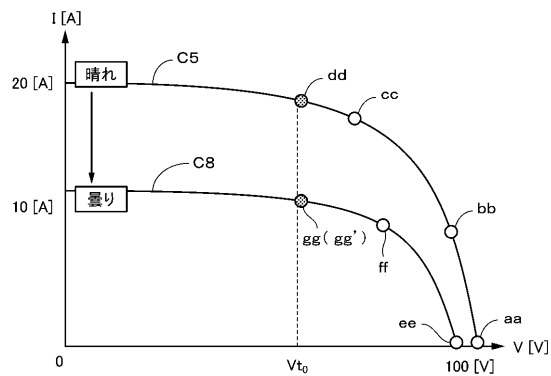 I [A]
20 [A]
晴れ
C5
dd
cc
C8
10 [A]
曇り
gg( gg')
ff
bb
ee
aa
0
Vt₀
100 [V]
V [V]